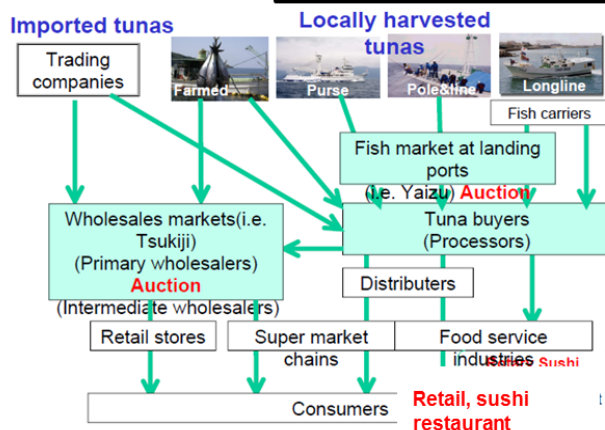 Imported tunas
Locally harvested
tunas
Trading
companies
Farmed
Purse
Pole&line
Longline
Fish carriers
Fish market at landing
ports
(i.e. Yaizu) Auction
Wholesales markets(i.e.
Tsukiji)
(Primary wholesalers)
Auction
(Intermediate wholesalers)
Tuna buyers
(Processors)
Distributers
Retail stores
Super market
chains
Food service
industries
Sushi
Consumers
Retail, sushi
restaurant
t